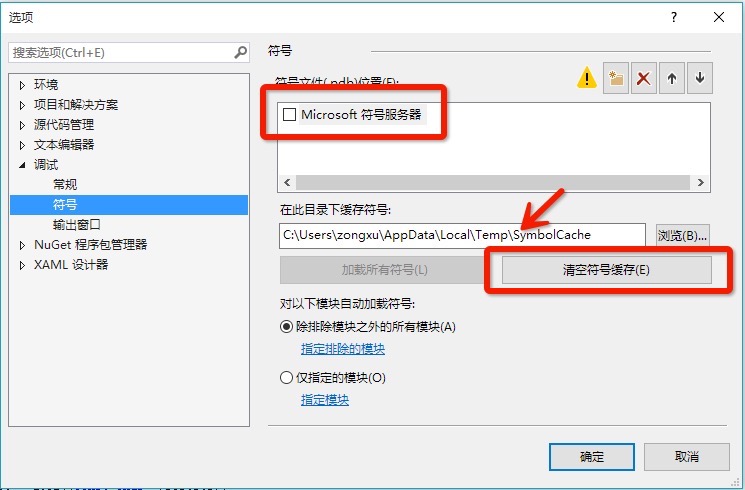 选项
?
搜索选项(Ctrl+E)
环境
项目和解决方案
源代码管理
文本编辑器
调试
常规
符号
输出窗口
NuGet 程序包管理器
XAML 设计器
符号
符号文件(.pdb)位置(F):
Microsoft 符号服务器
在此目录下缓存符号:
C:\Users\zongxu\AppData\Local\Temp\SymbolCache
浏览(B)...
加载所有符号(L)
清空符号缓存(E)
对以下模块自动加载符号:
除排除模块之外的所有模块(A)
指定排除的模块
仅指定的模块(O)
指定模块
确定
取消